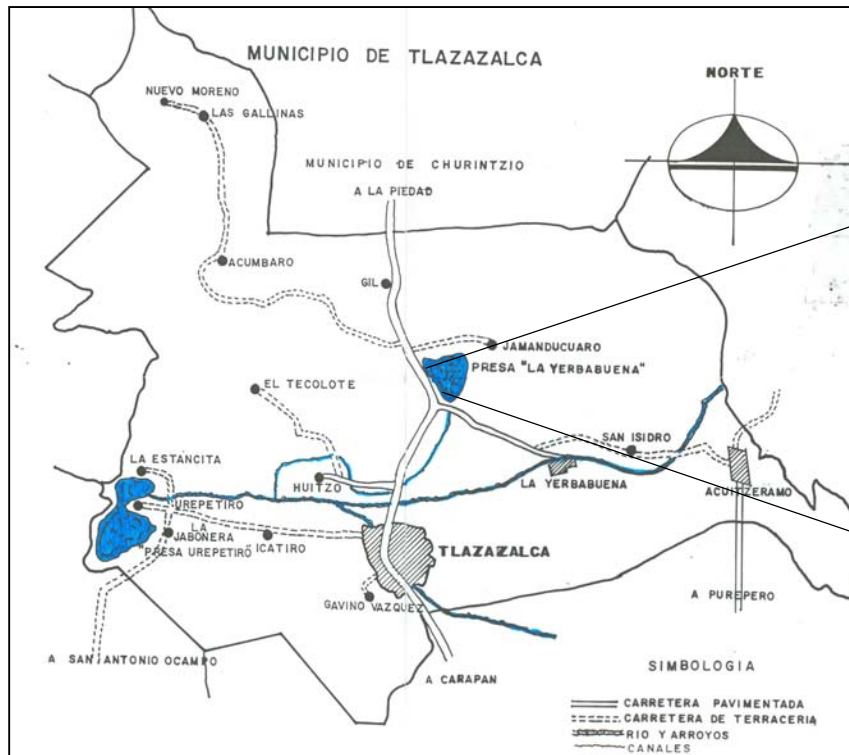 MUNICIPIO DE TLAZAZALCA
NORTE
NUEVO MORENO
LAS GALLINAS
MUNICIPIO DE CHURINTZIO
A LA PIEDAD
ACUMBARO
GIL
JAMANDUCUARO
PRESA "LA YERBABUENA"
EL TECOLOTE
SAN ISIDRO
LA ESTANCITA
HUITZO
LA YERBABUENA
ACUITZERAMO
UREPETIRO
LA
JABONERA
"PRESA UREPETIRO"
ICATIRO
TLAZAZALCA
GAVINO VAZQUEZ
A PUREPERO
A SAN ANTONIO OCAMPO
A CARAPAN
SIMBOLOGIA
CARRETERA PAVIMENTADA
CARRETERA DE TERRACERIA
RIO Y ARROYOS
CANALES